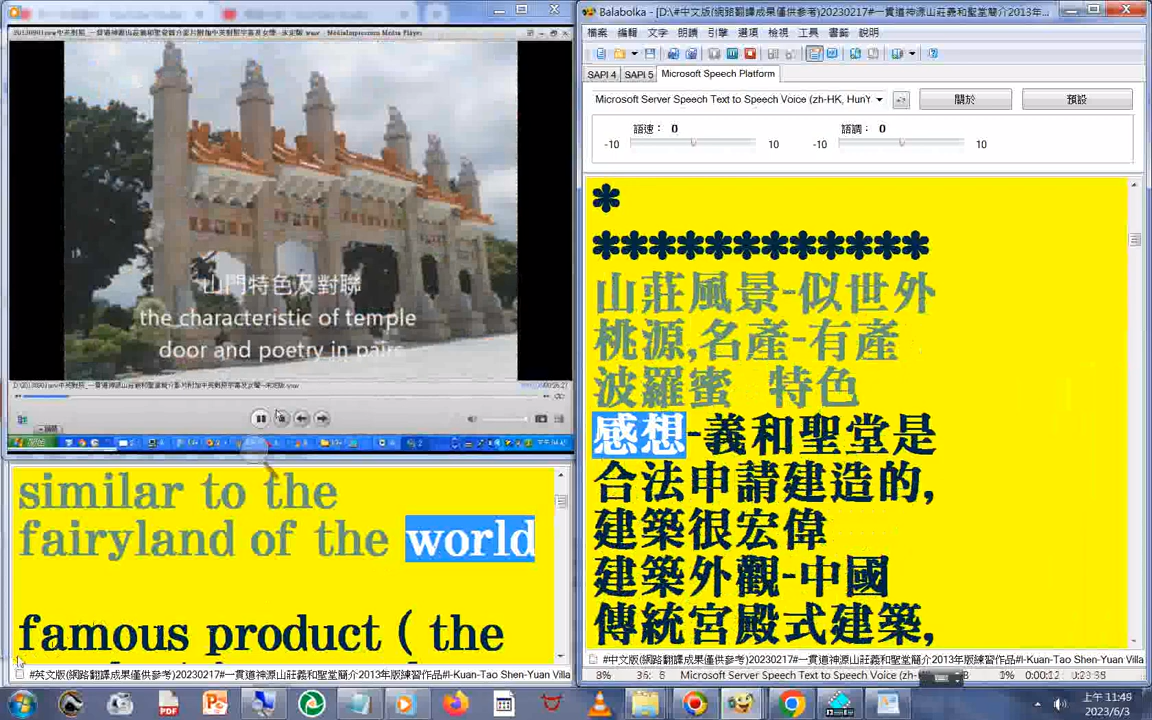 Balabolka - [D:\#中文版(網路翻譯成果僅供參考)20230217#一貫道神源山莊義和聖堂簡介2013年...
檔案 編輯 文字 朗讀 引擎 選項 檢視 工具 書籤 說明
SAPI 4 SAPI 5 Microsoft Speech Platform
Microsoft Server Speech Text to Speech Voice (zh-HK, HunY
關於
預設
語速: 0
語調: 0
-10 10 -10 10
山門特色及對聯
the characteristic of temple
door and poetry in pairs
similar to the
fairyland of the world
famous product ( the
#英文版(網路翻譯成果僅供參考)20230217#一貫道神源山莊義和聖堂簡介2013年版練習作品#I-Kuan-Tao Shen-Yuan Villa
*
************
山莊風景-似世外
桃源,名產-有產
波羅蜜 特色
感想-義和聖堂是
合法申請建造的,
建築很宏偉
建築外觀-中國
傳統宮殿式建築,
#中文版(網路翻譯成果僅供參考)20230217#一貫道神源山莊義和聖堂簡介2013年版練習作品#I-Kuan-Tao Shen-Yuan Villa
8% 36: 6 Microsoft Server Speech Text to Speech Voice 1% 0:00:12
上午 11:49
2023/6/3